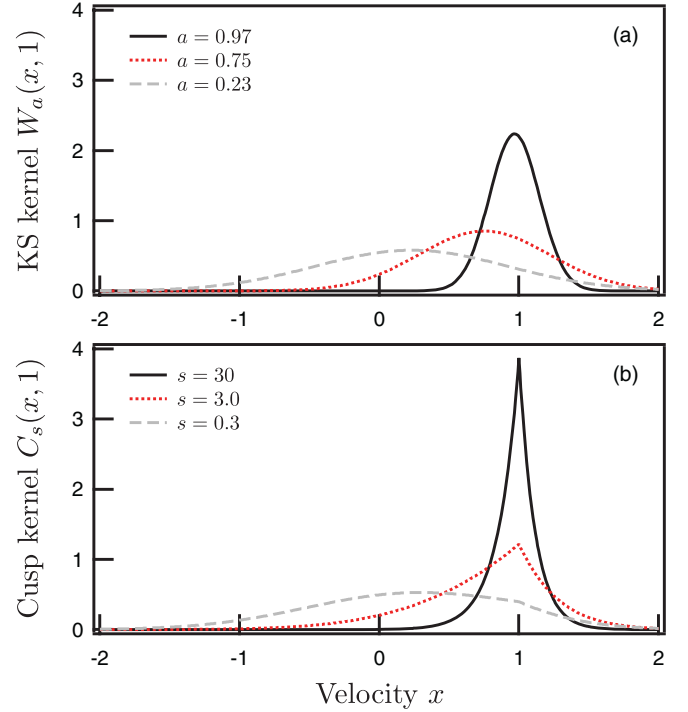 KS kernel W_a(x, 1)
4
3
2
1
0
(a)
a = 0.97
a = 0.75
a = 0.23
-2 -1 0 1 2
Cusp kernel C_s(x, 1)
4
3
2
1
0
(b)
s = 30
s = 3.0
s = 0.3
-2 -1 0 1 2
Velocity x